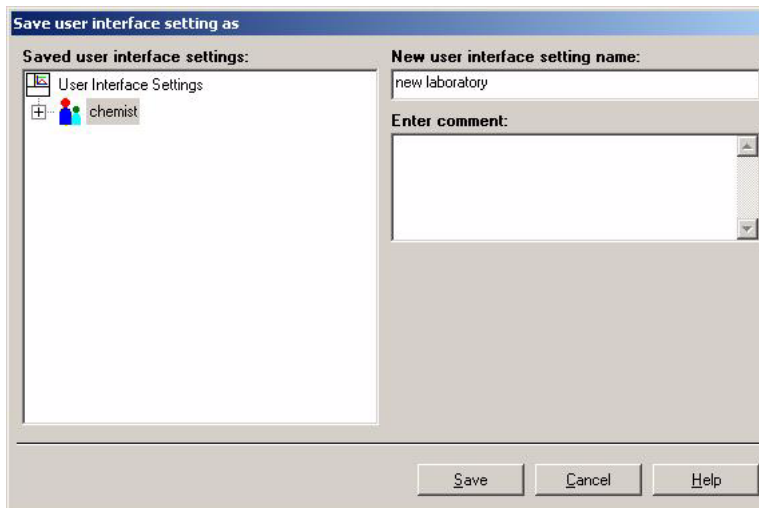 Save user interface setting as
Saved user interface settings:
User Interface Settings
chemist
New user interface setting name:
new laboratory
Enter comment:
Save
Cancel
Help